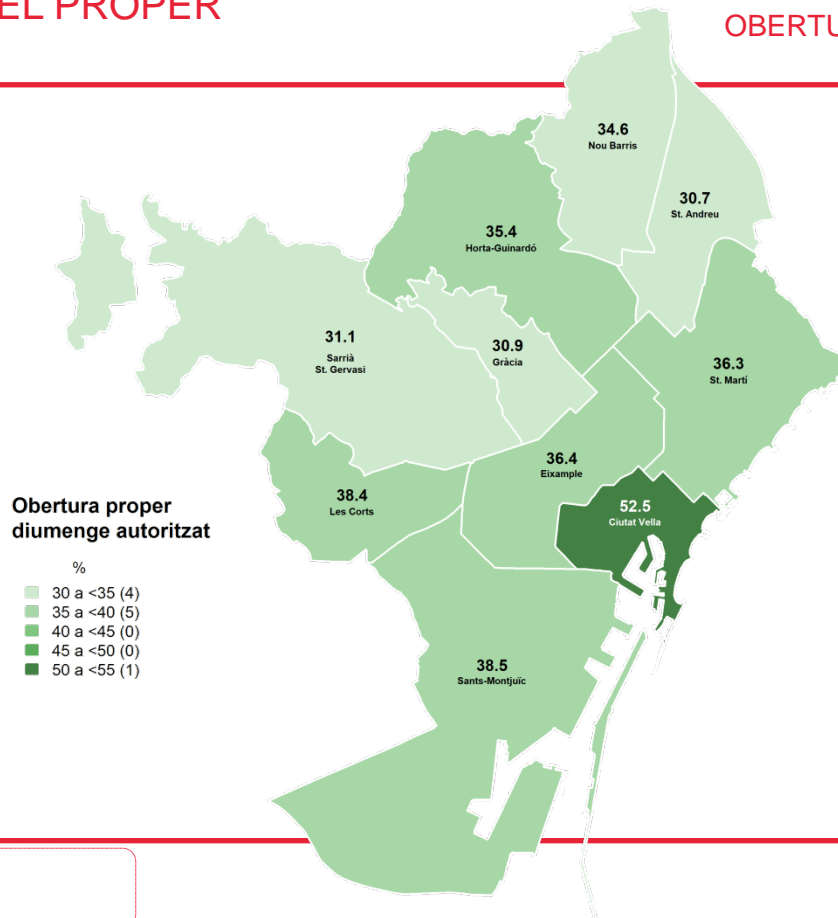 EL PROPER
OBERTU
34.6
Nou Barris
30.7
St. Andreu
35.4
Horta-Guinardó
31.1
Sarrià
St. Gervasi
30.9
Gràcia
36.3
St. Martí
36.4
Eixample
38.4
Les Corts
52.5
Ciutat Vella
38.5
Sants-Montjuïc
Obertura proper
diumenge autoritzat
%
30 a <35 (4)
35 a <40 (5)
40 a <45 (0)
45 a <50 (0)
50 a <55 (1)